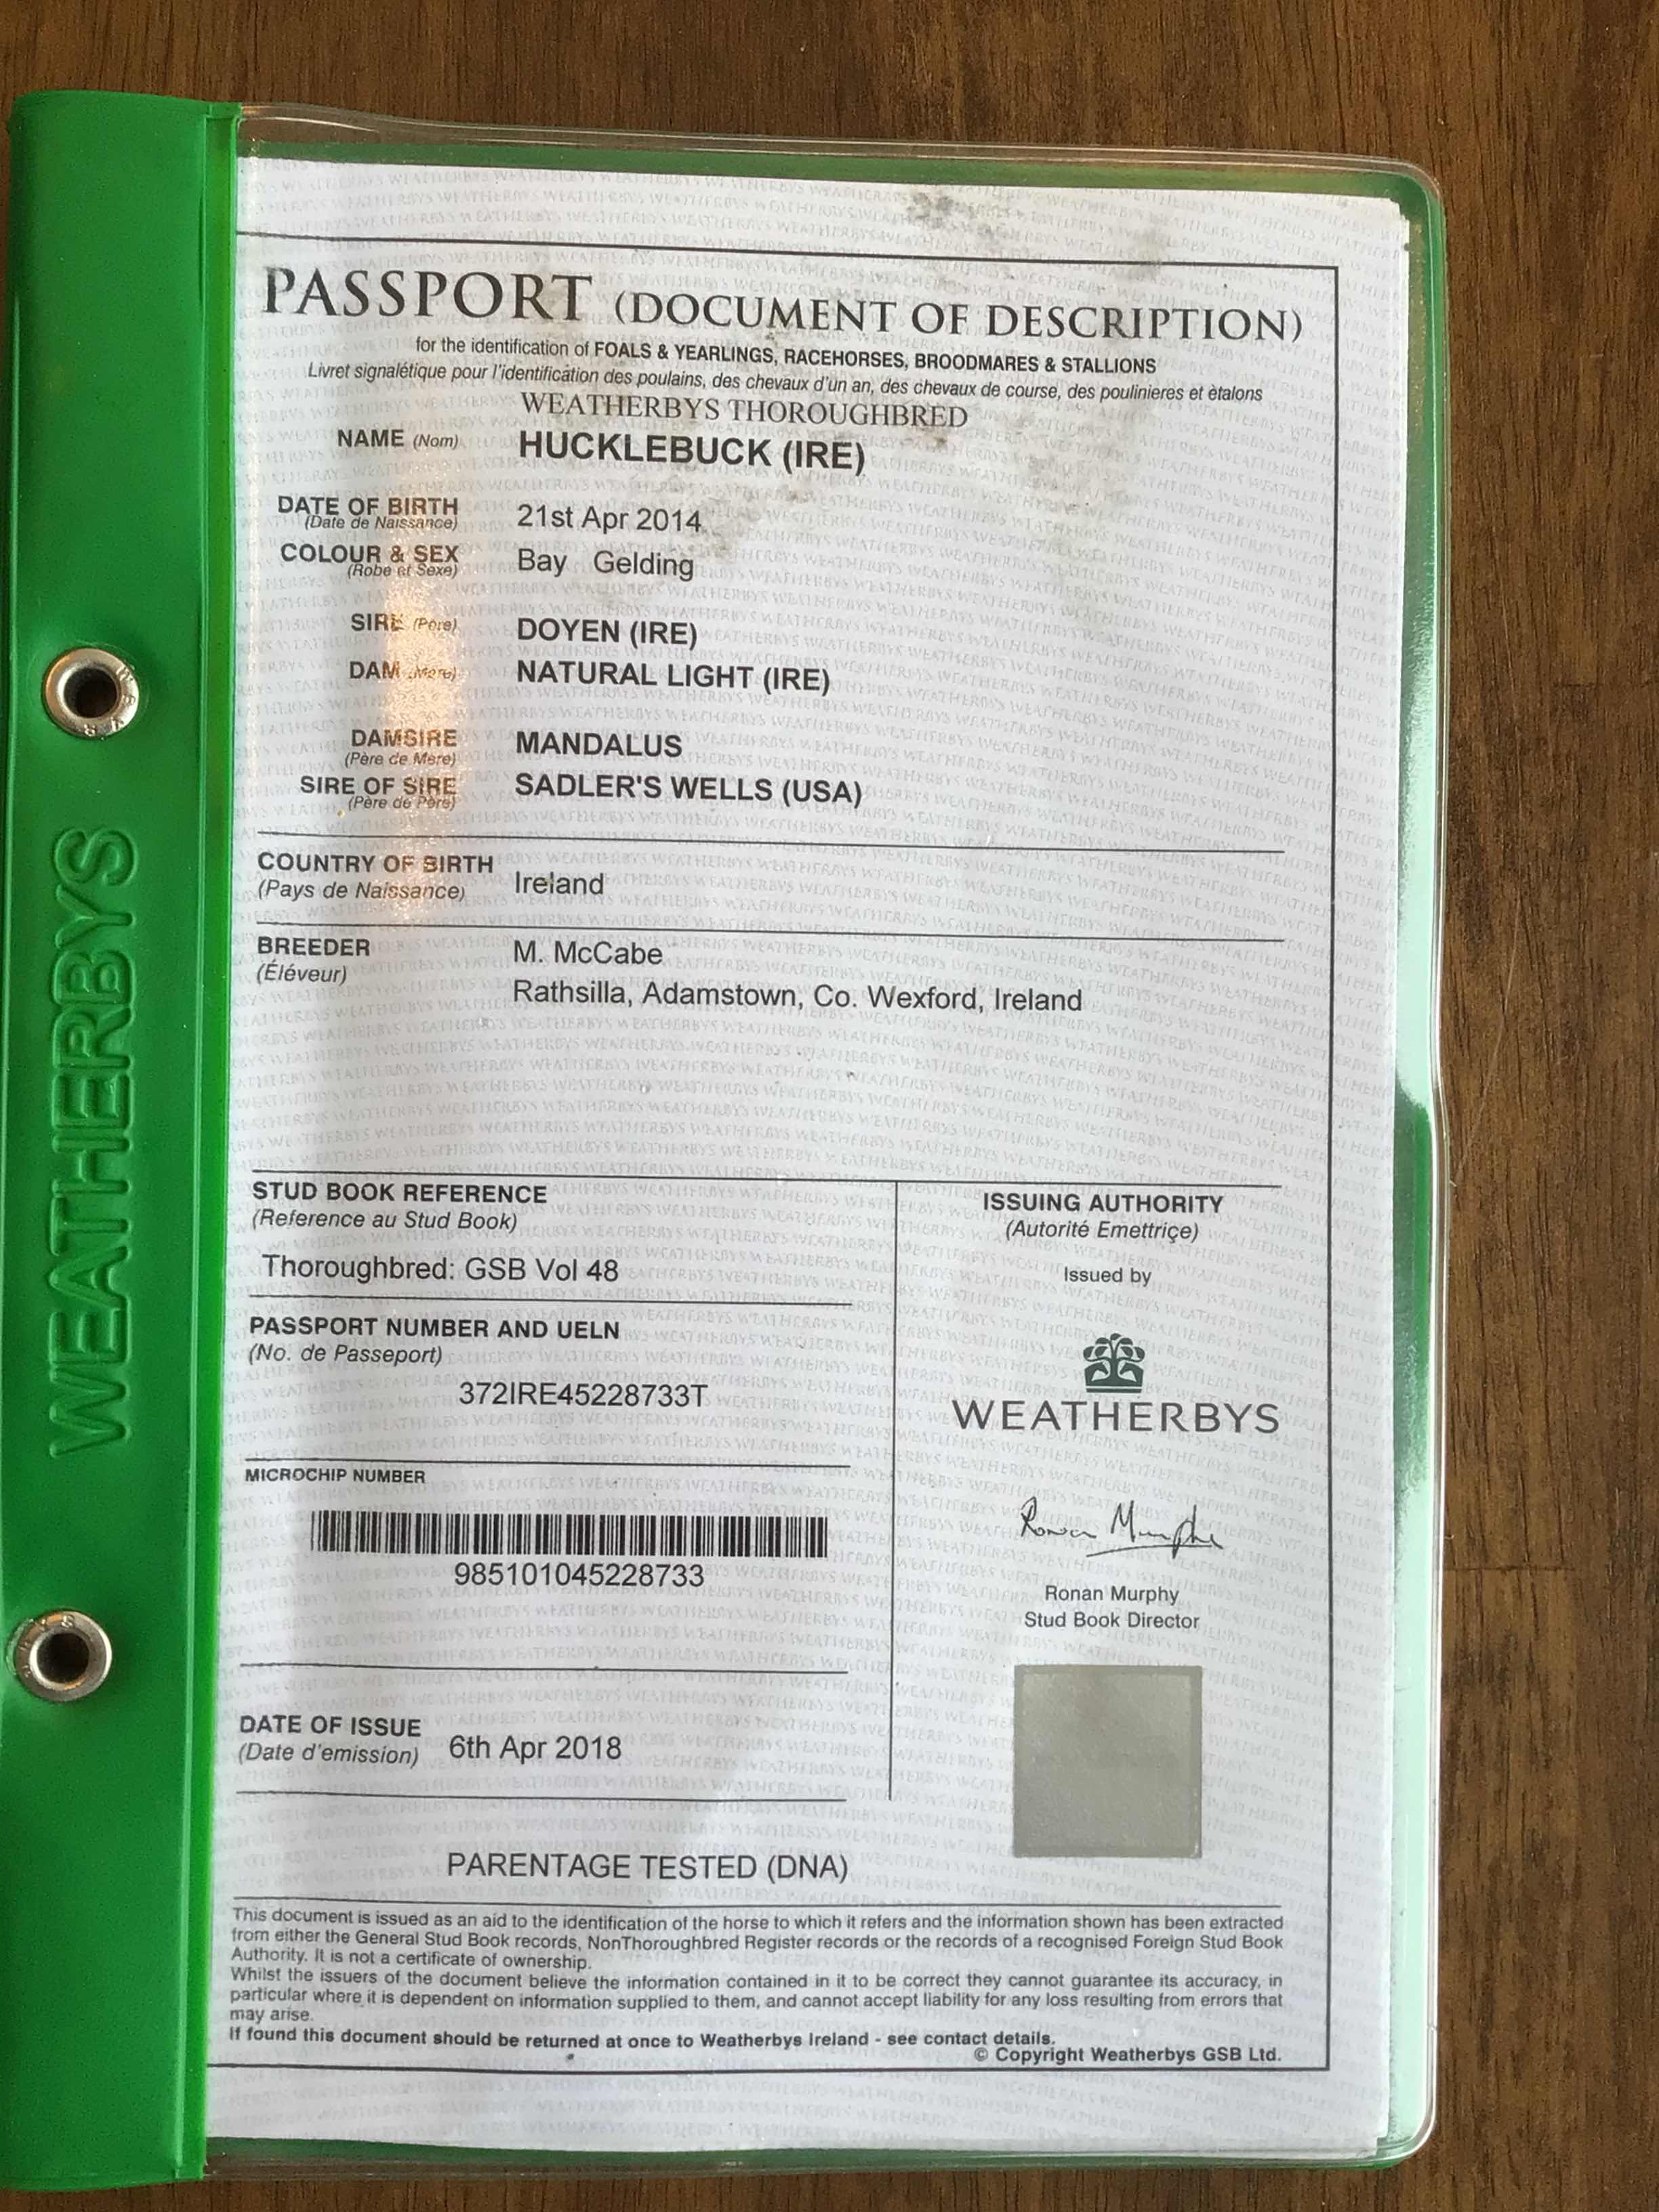 WEATHERBYS
PASSPORT (DOCUMENT OF DESCRIPTION)
for the identification of FOALS & YEARLINGS, RACEHORSES, BROODMARES & STALLIONS
Livret signalétique pour l'identification des poulains, des chevaux d'un an, des chevaux de course, des poulinieres et ètalons
WEATHERBYS THOROUGHBRED
NAME (Nom) HUCKLEBUCK (IRE)
DATE OF BIRTH 21st Apr 2014
(Date de Naissance)
COLOUR & SEX Bay Gelding
(Robe et Sexe)
SIRE (Père) DOYEN (IRE)
DAM (Mere) NATURAL LIGHT (IRE)
DAMSIRE MANDALUS
(Père de Mere)
SIRE OF SIRE SADLER'S WELLS (USA)
(Père de Père)
COUNTRY OF BIRTH Ireland
(Pays de Naissance)
BREEDER M. McCabe
(Éléveur) Rathsilla, Adamstown, Co. Wexford, Ireland
STUD BOOK REFERENCE
(Reference au Stud Book)
Thoroughbred: GSB Vol 48
PASSPORT NUMBER AND UELN
(No. de Passeport)
372IRE45228733T
MICROCHIP NUMBER
985101045228733
DATE OF ISSUE 6th Apr 2018
(Date d'emission)
ISSUING AUTHORITY
(Autorité Emettriçe)
Issued by
WEATHERBYS
Ronan Murphy
Ronan Murphy
Stud Book Director
PARENTAGE TESTED (DNA)
This document is issued as an aid to the identification of the horse to which it refers and the information shown has been extracted
from either the General Stud Book records, NonThoroughbred Register records or the records of a recognised Foreign Stud Book
Authority. It is not a certificate of ownership.
Whilst the issuers of the document believe the information contained in it to be correct they cannot guarantee its accuracy, in
particular where it is dependent on information supplied to them, and cannot accept liability for any loss resulting from errors that
may arise.
If found this document should be returned at once to Weatherbys Ireland - see contact details.
© Copyright Weatherbys GSB Ltd.